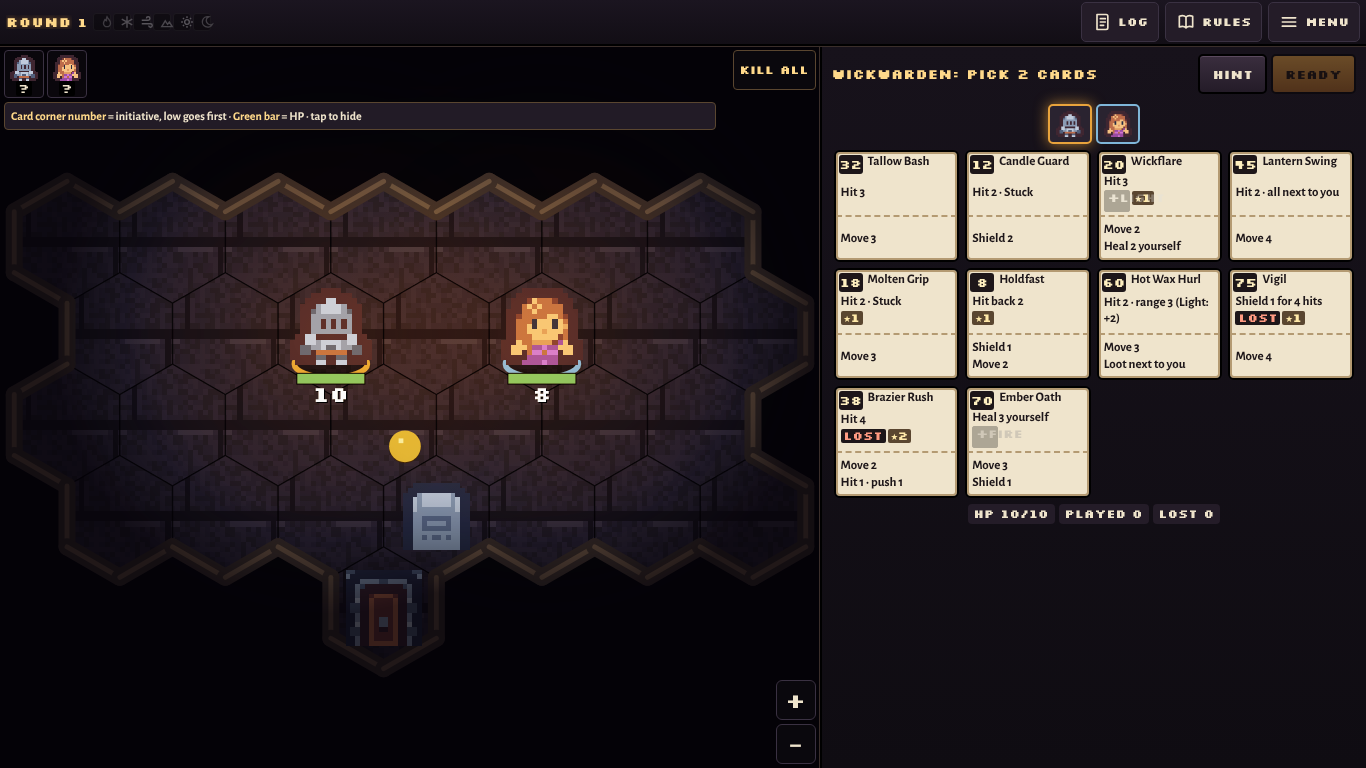 ROUND 1
LOG
RULES
MENU
?
?
KILL ALL
Card corner number = initiative, low goes first · Green bar = HP · tap to hide
10
8
+
−
WICKWARDEN: PICK 2 CARDS
HINT
READY
32 Tallow Bash
Hit 3
Move 3
12 Candle Guard
Hit 2 · Stuck
Shield 2
20 Wickflare
Hit 3
★1
Move 2
Heal 2 yourself
45 Lantern Swing
Hit 2 · all next to you
Move 4
18 Molten Grip
Hit 2 · Stuck
★1
Move 3
8 Holdfast
Hit back 2
★1
Shield 1
Move 2
60 Hot Wax Hurl
Hit 2 · range 3 (Light:
+2)
Move 3
Loot next to you
75 Vigil
Shield 1 for 4 hits
LOST ★1
Move 4
38 Brazier Rush
Hit 4
LOST ★2
Move 2
Hit 1 · push 1
70 Ember Oath
Heal 3 yourself
+FIRE
Move 3
Shield 1
HP 10/10
PLAYED 0
LOST 0